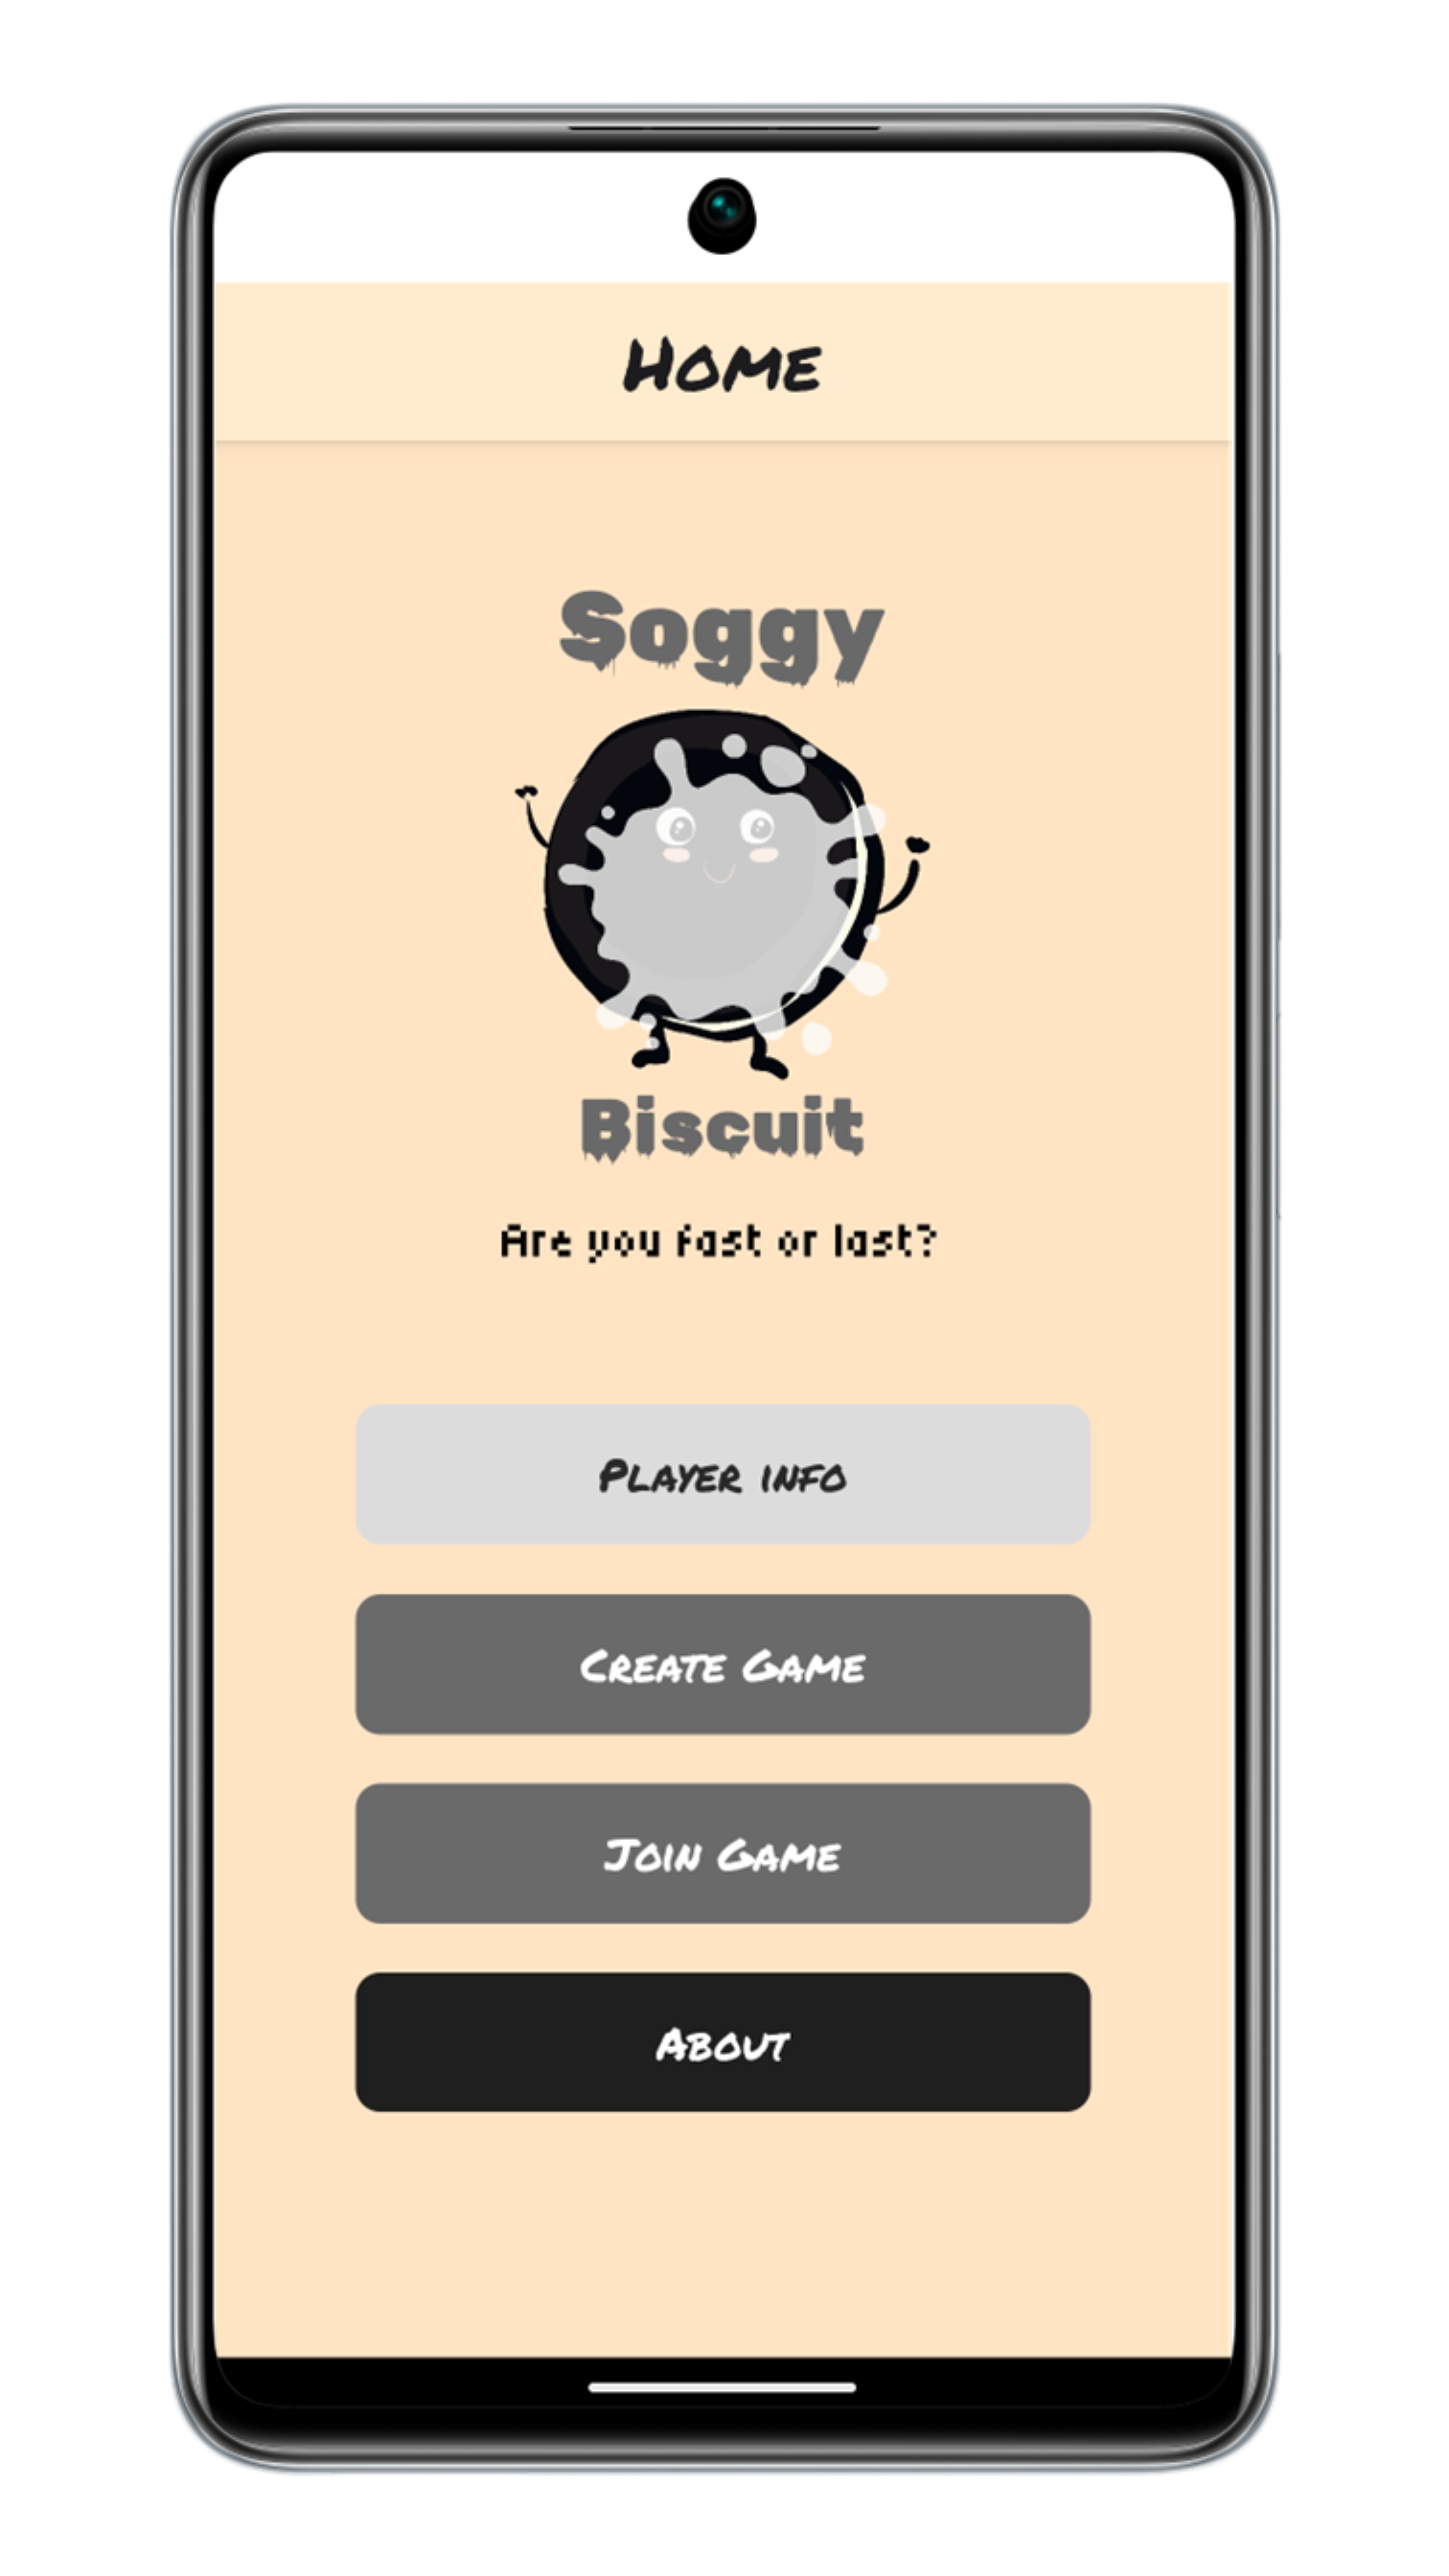 Home
Soggy
Biscuit
Are you fast or last?
Player info
Create Game
Join Game
About